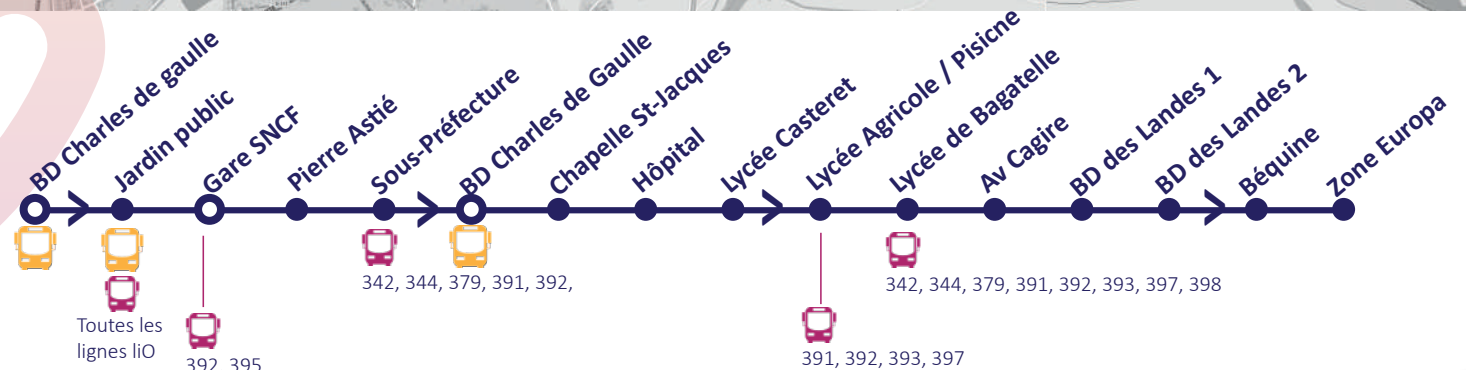 BD Charles de gaulle
Jardin public
Gare SNCF
Pierre Astié
Sous-Préfecture
BD Charles de Gaulle
Chapelle St-Jacques
Hôpital
Lycée Casteret
Lycée Agricole / Pisicne
Lycée de Bagatelle
Av Cagire
BD des Landes 1
BD des Landes 2
Béquine
Zone Europa
Toutes les
lignes liO
392, 395
342, 344, 379, 391, 392,
391, 392, 393, 397
342, 344, 379, 391, 392, 393, 397, 398